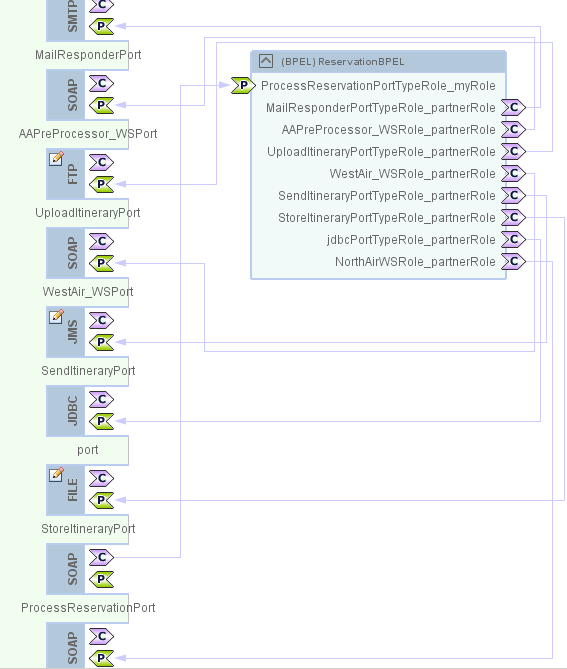 SMTP
C
P
MailResponderPort
SOAP
C
P
AAPreProcessor_WSPort
FTP
C
P
UploadItineraryPort
SOAP
C
P
WestAir_WSPort
JMS
C
P
SendItineraryPort
JDBC
C
P
port
FILE
C
P
StoreItineraryPort
SOAP
C
P
ProcessReservationPort
SOAP
C
P
(BPEL) ReservationBPEL
P
ProcessReservationPortTypeRole_myRole
MailResponderPortTypeRole_partnerRole C
AAPreProcessor_WSRole_partnerRole C
UploadItineraryPortTypeRole_partnerRole C
WestAir_WSRole_partnerRole C
SendItineraryPortTypeRole_partnerRole C
StoreItineraryPortTypeRole_partnerRole C
jdbcPortTypeRole_partnerRole C
NorthAirWSRole_partnerRole C